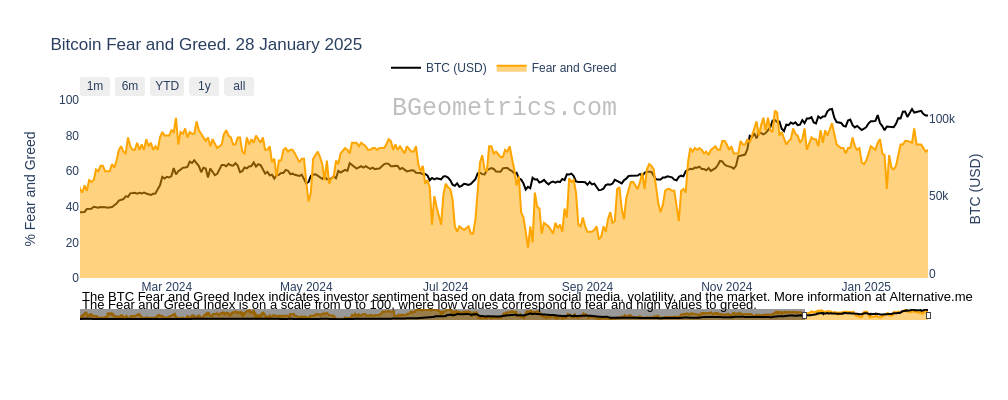 Bitcoin Fear and Greed. 28 January 2025
BTC (USD) Fear and Greed
1m 6m YTD 1y all
BGeometrics.com
100
80
60
40
20
0
% Fear and Greed
100k
50k
0
BTC (USD)
Mar 2024 May 2024 Jul 2024 Sep 2024 Nov 2024 Jan 2025
The BTC Fear and Greed Index indicates investor sentiment based on data from social media, volatility, and the market. More information at Alternative.me
The Fear and Greed Index is on a scale from 0 to 100, where low values correspond to fear and high values to greed.